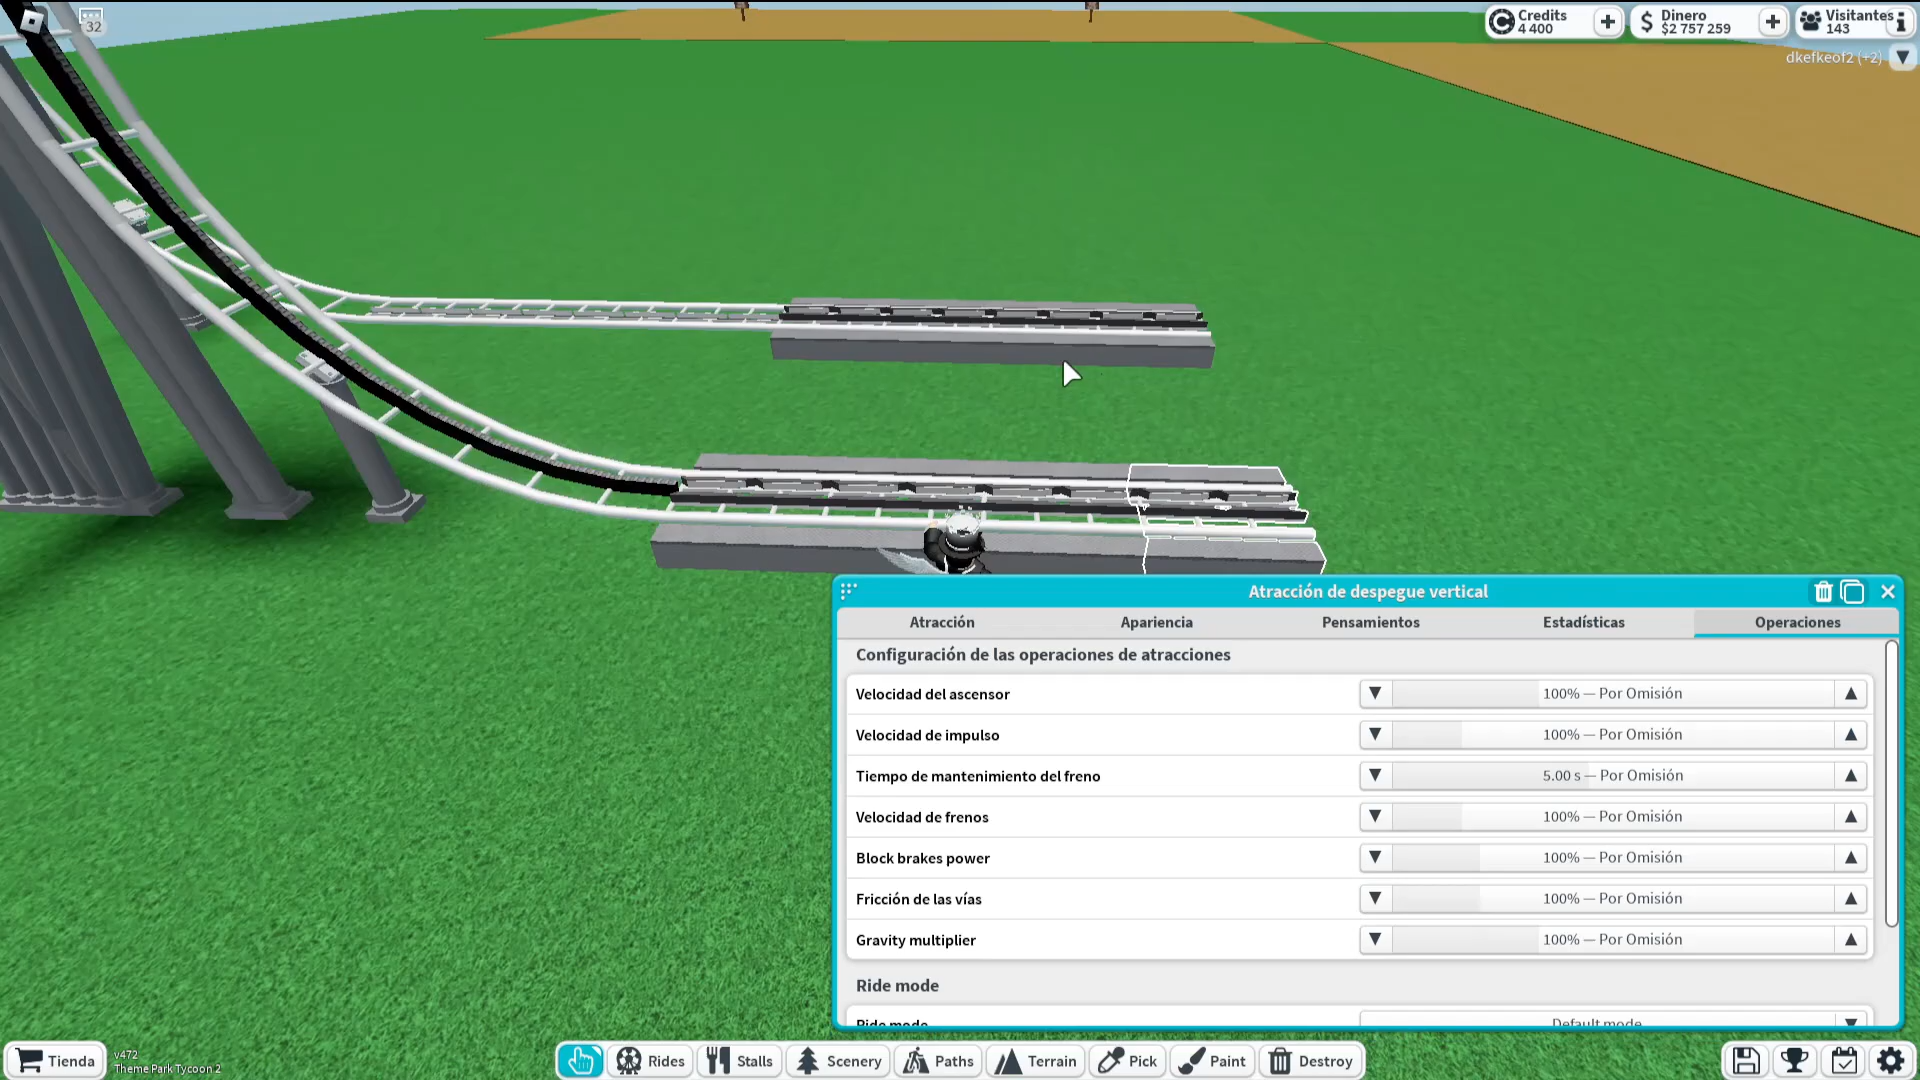 32
Credits
4 400
Dinero
$2 757 259
Visitantes
143
dkefkeof2 (+2)
Atracción de despegue vertical
Atracción
Apariencia
Pensamientos
Estadísticas
Operaciones
Configuración de las operaciones de atracciones
Velocidad del ascensor
100% — Por Omisión
Velocidad de impulso
100% — Por Omisión
Tiempo de mantenimiento del freno
5.00 s — Por Omisión
Velocidad de frenos
100% — Por Omisión
Block brakes power
100% — Por Omisión
Fricción de las vías
100% — Por Omisión
Gravity multiplier
100% — Por Omisión
Ride mode
Ride mode
Default mode
Tienda
v472
Theme Park Tycoon 2
Rides
Stalls
Scenery
Paths
Terrain
Pick
Paint
Destroy